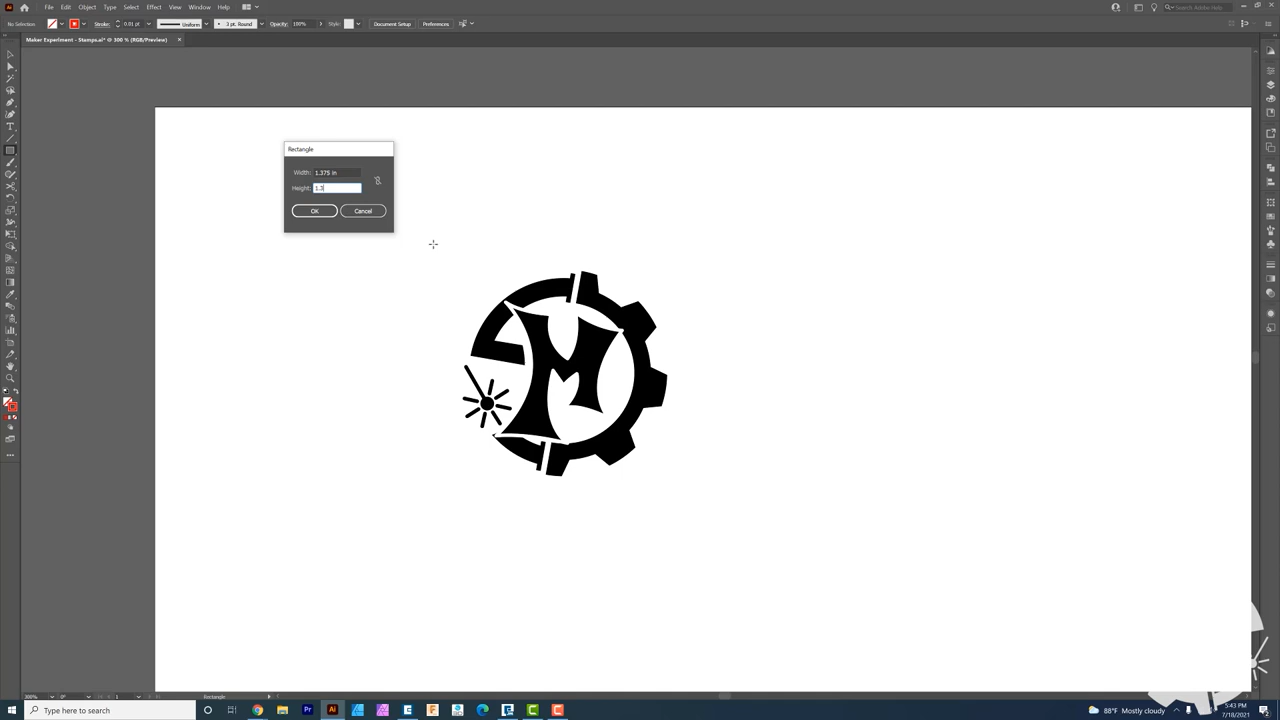 File Edit Object Type Select Effect View Window Help
Search Adobe Help
No Selection Stroke: 0.01 pt Uniform 3 pt. Round Opacity: 100% Style: Document Setup Preferences
Maker Experiment - Stamps.ai* @ 300 % (RGB/Preview) ×
Rectangle
Width: 1.375 in
Height: 1.3
OK Cancel
M
300% 0° 1 Rectangle
Type here to search
88°F Mostly cloudy
5:43 PM
7/18/2021